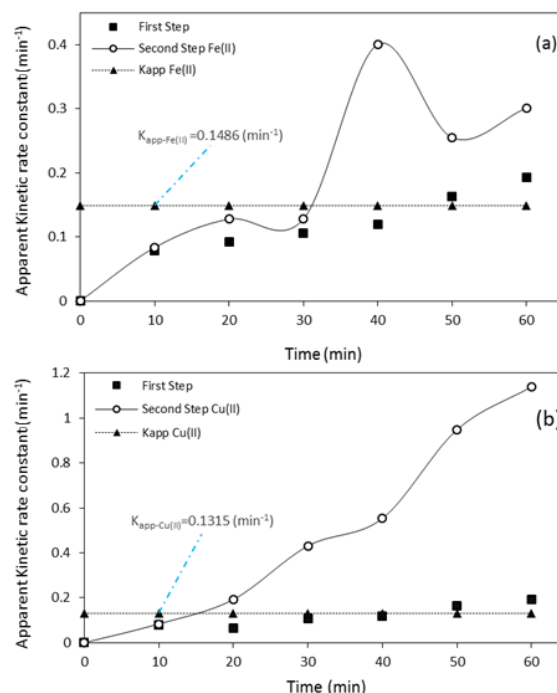 (a)
First Step
Second Step Fe(II)
Kapp Fe(II)
K app-Fe(II) =0.1486 (min-1)
Apparent Kinetic rate constant (min-1)
0.4
0.3
0.2
0.1
0
0 10 20 30 40 50 60
Time (min)
(b)
First Step
Second Step Cu(II)
Kapp Cu(II)
K app-Cu(II)=0.1315 (min-1)
Apparent Kinetic rate constant (min-1)
1.2
1
0.8
0.6
0.4
0.2
0
0 10 20 30 40 50 60
Time (min)